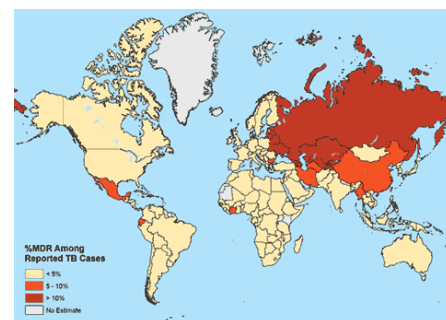 %MDR Among
Reported TB Cases
< 5%
5 - 10%
> 10%
No Estimate